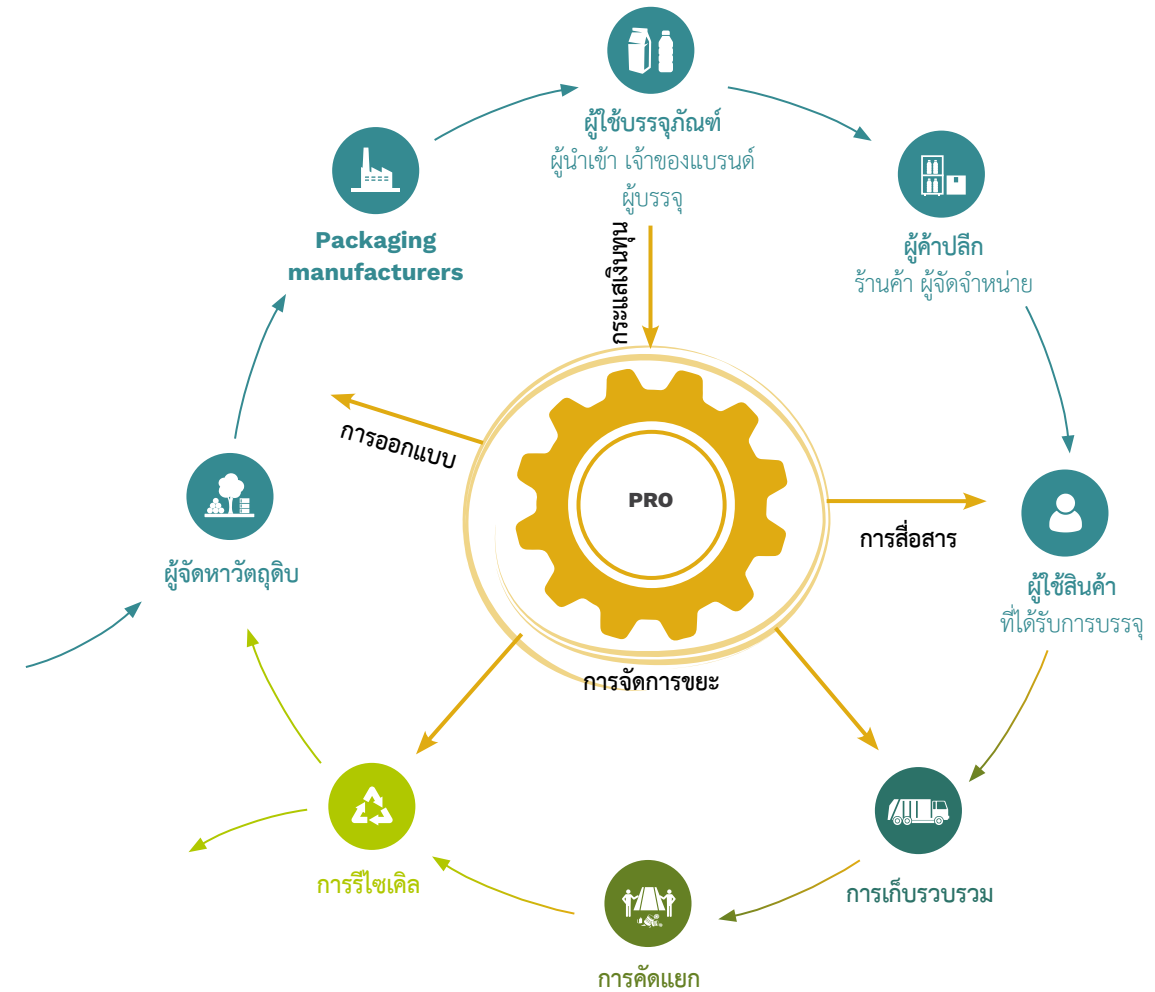 ผู้ใช้บรรจุภัณฑ์
ผู้นำเข้า เจ้าของแบรนด์
ผู้บรรจุ
Packaging
manufacturers
ผู้ค้าปลีก
ร้านค้า ผู้จัดจำหน่าย
กระแสเงินทุน
การออกแบบ
PRO
การสื่อสาร
ผู้จัดหาวัตถุดิบ
ผู้ใช้สินค้า
ที่ได้รับการบรรจุ
การจัดการขยะ
การรีไซเคิล
การเก็บรวบรวม
การคัดแยก